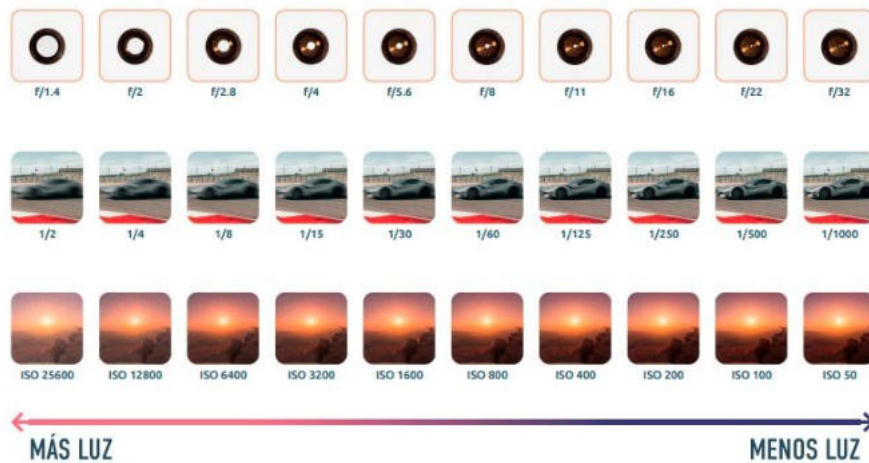 f/1.4 f/2 f/2.8 f/4 f/5.6 f/8 f/11 f/16 f/22 f/32
1/2 1/4 1/8 1/15 1/30 1/60 1/125 1/250 1/500 1/1000
ISO 25600 ISO 12800 ISO 6400 ISO 3200 ISO 1600 ISO 800 ISO 400 ISO 200 ISO 100 ISO 50
MÁS LUZ MENOS LUZ